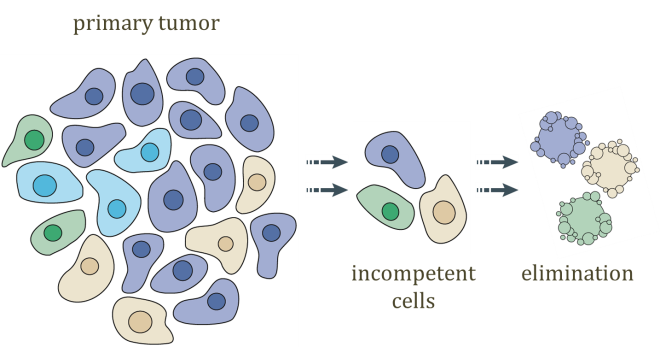 primary tumor
incompetent
cells
elimination